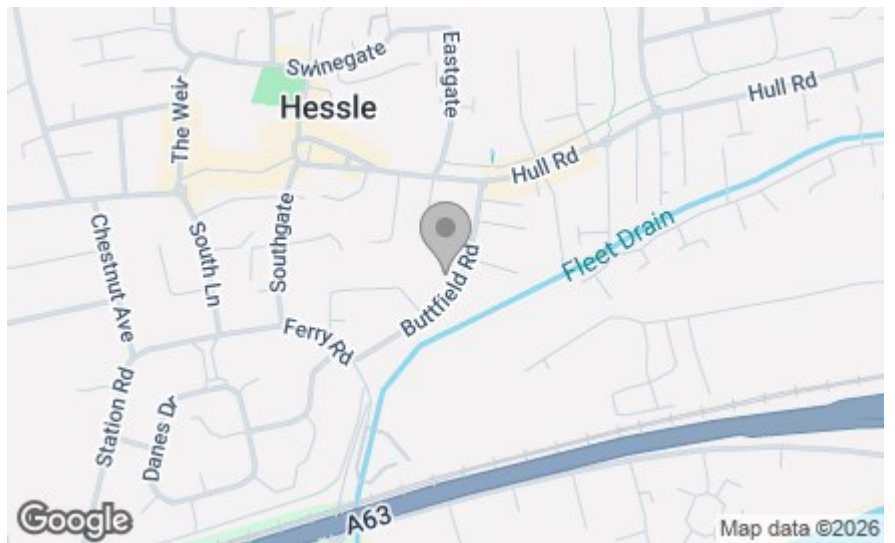 Swinegate
Eastgate
Hull Rd
Hessle
The Weir
Hull Rd
Chestnut Ave
South Ln
Southgate
Buttfield Rd
Fleet Drain
Ferry Rd
Station Rd
Danes Dr
A63
Google
Map data ©2026